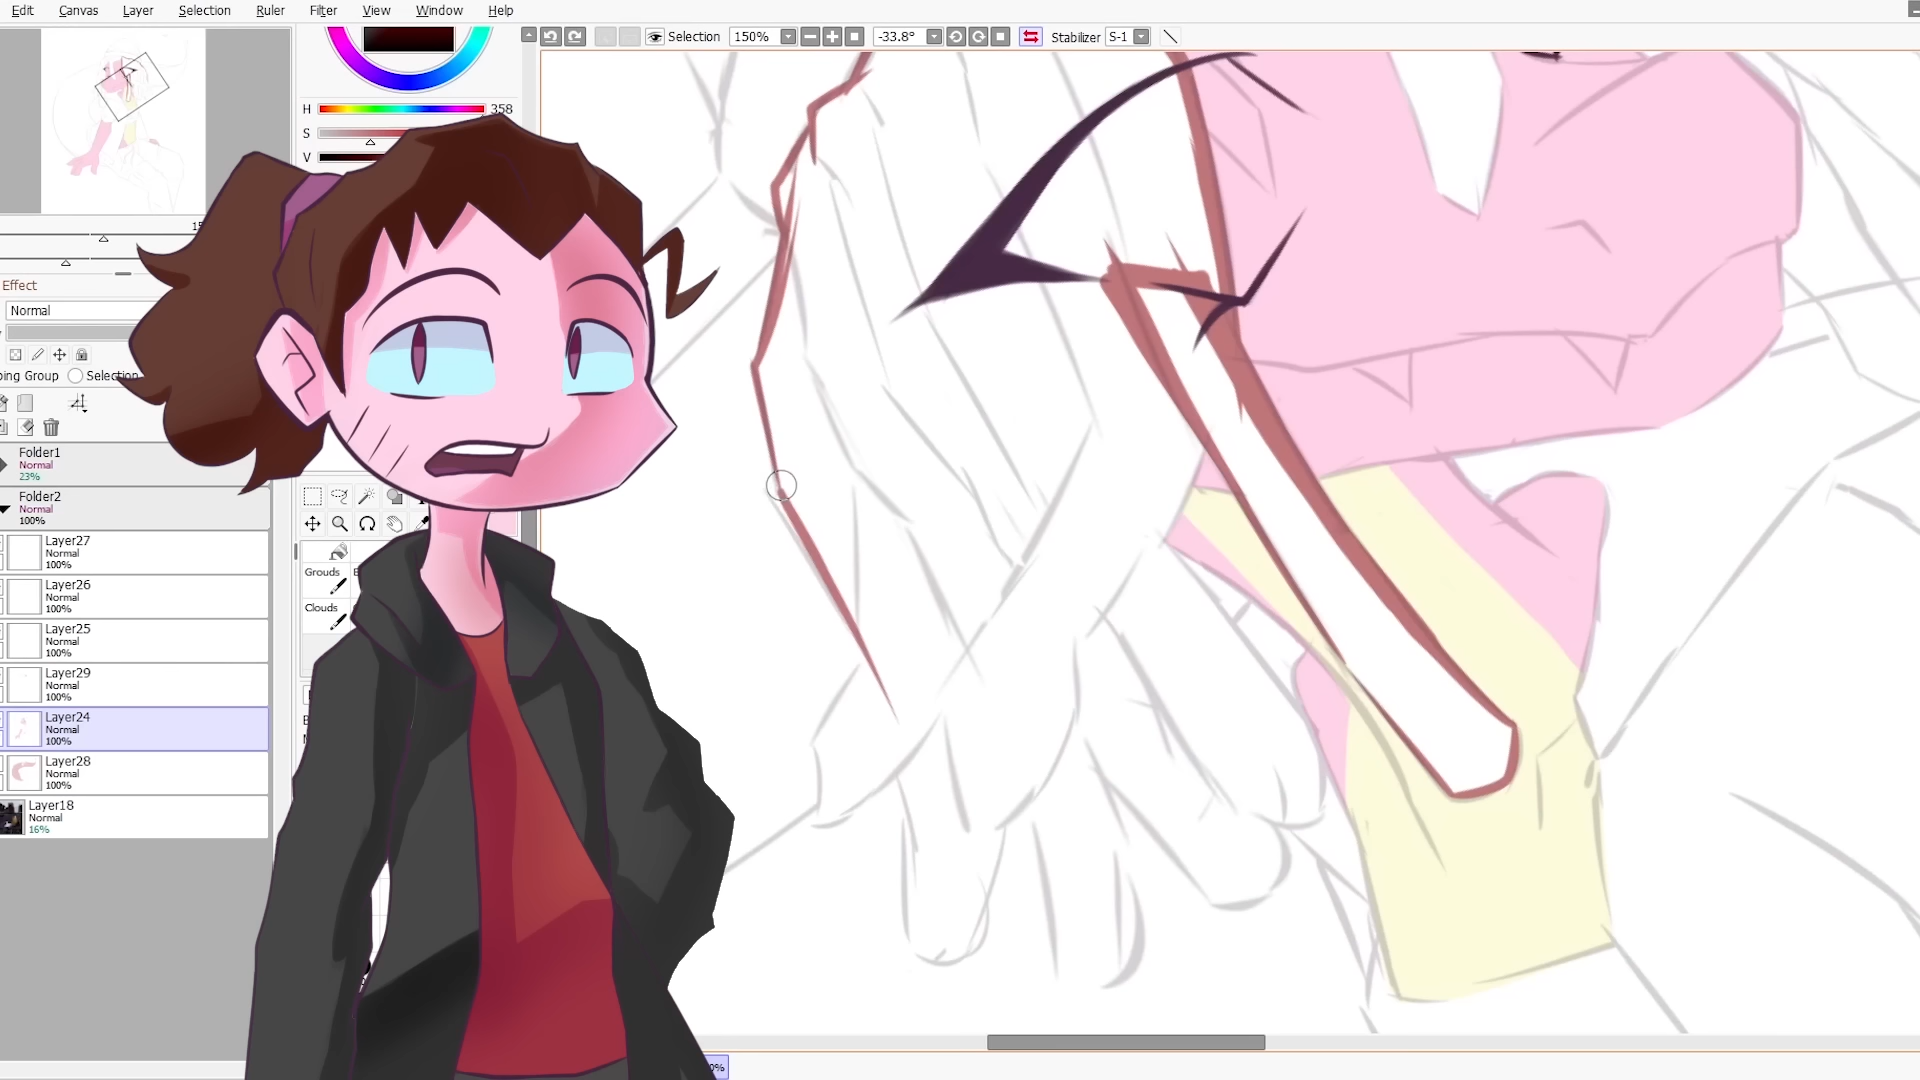 Edit Canvas Layer Selection Ruler Filter View Window Help
Selection 150% -33.8° Stabilizer S-1
H 358
S
V
Effect
Normal
Selectio
Folder1
Normal
23%
Folder2
Normal
100%
Layer27
Normal
100%
Layer26
Normal
100%
Layer25
Normal
100%
Layer29
Normal
100%
Layer24
Normal
100%
Layer28
Normal
100%
Layer18
Normal
16%
Grouds
Clouds